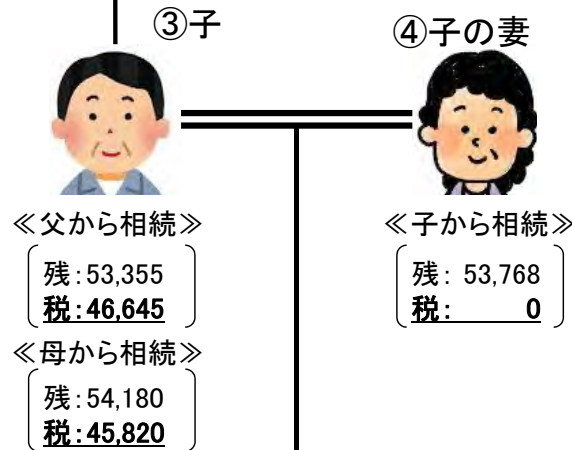 ③子
④子の妻
≪父から相続≫
残:53,355
税:46,645
≪母から相続≫
残:54,180
税:45,820
≪子から相続≫
残: 53,768
税: 0